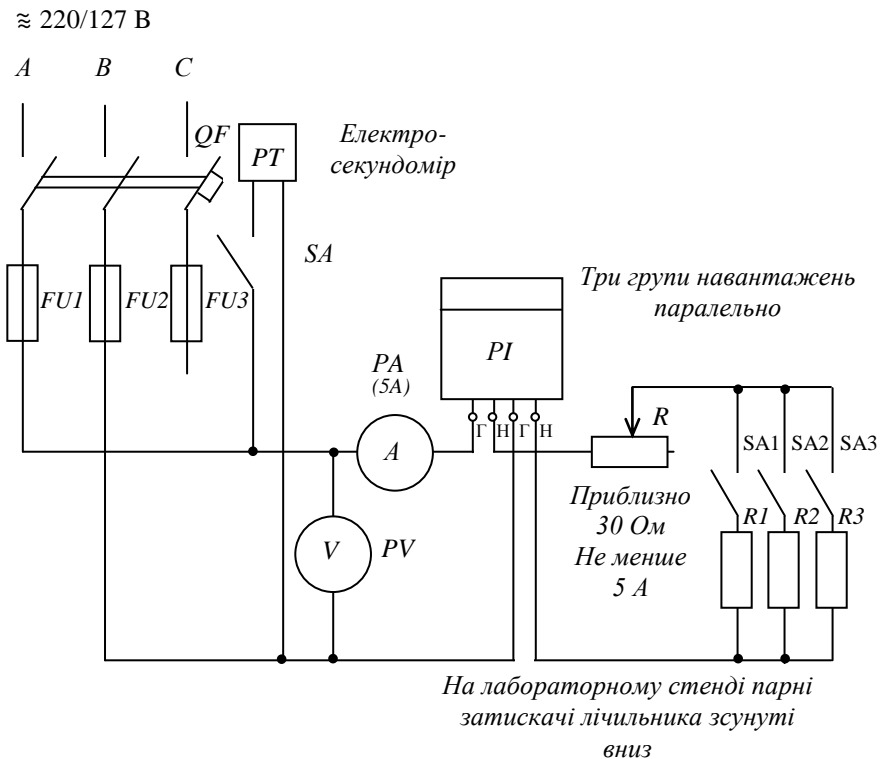 ≈ 220/127 В
A B C
QF
PT
Електро-
секундомір
SA
FU1 FU2 FU3
Три групи навантажень
паралельно
PI
PA
(5A)
Г Н Г Н
A
R
SA1 SA2 SA3
Приблизно
30 Ом
Не менше
5 А
R1 R2 R3
V PV
На лабораторному стенді парні
затискачі лічильника зсунуті
вниз